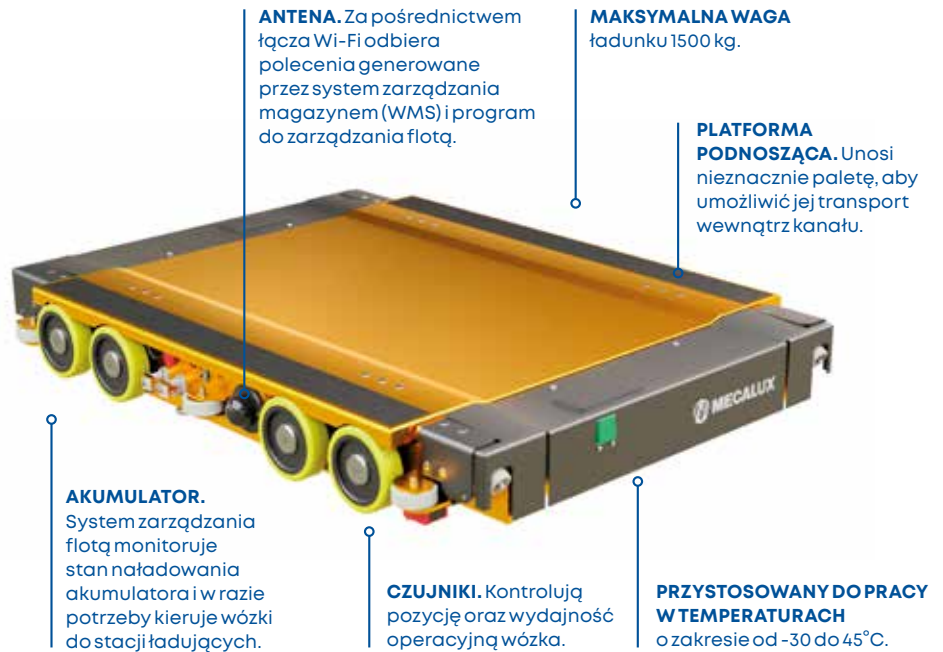 ANTENA. Za pośrednictwem
łącza Wi-Fi odbiera
polecenia generowane
przez system zarządzania
magazynem (WMS) i program
do zarządzania flotą.
MAKSYMALNA WAGA
ładunku 1500 kg.
PLATFORMA
PODNOSZĄCA. Unosi
nieznacznie paletę, aby
umożliwić jej transport
wewnątrz kanału.
MECALUX
AKUMULATOR.
System zarządzania
flotą monitoruje
stan naładowania
akumulatora i w razie
potrzeby kieruje wózki
do stacji ładujących.
CZUJNIKI. Kontrolują
pozycję oraz wydajność
operacyjną wózka.
PRZYSTOSOWANY DO PRACY
W TEMPERATURACH
o zakresie od -30 do 45°C.